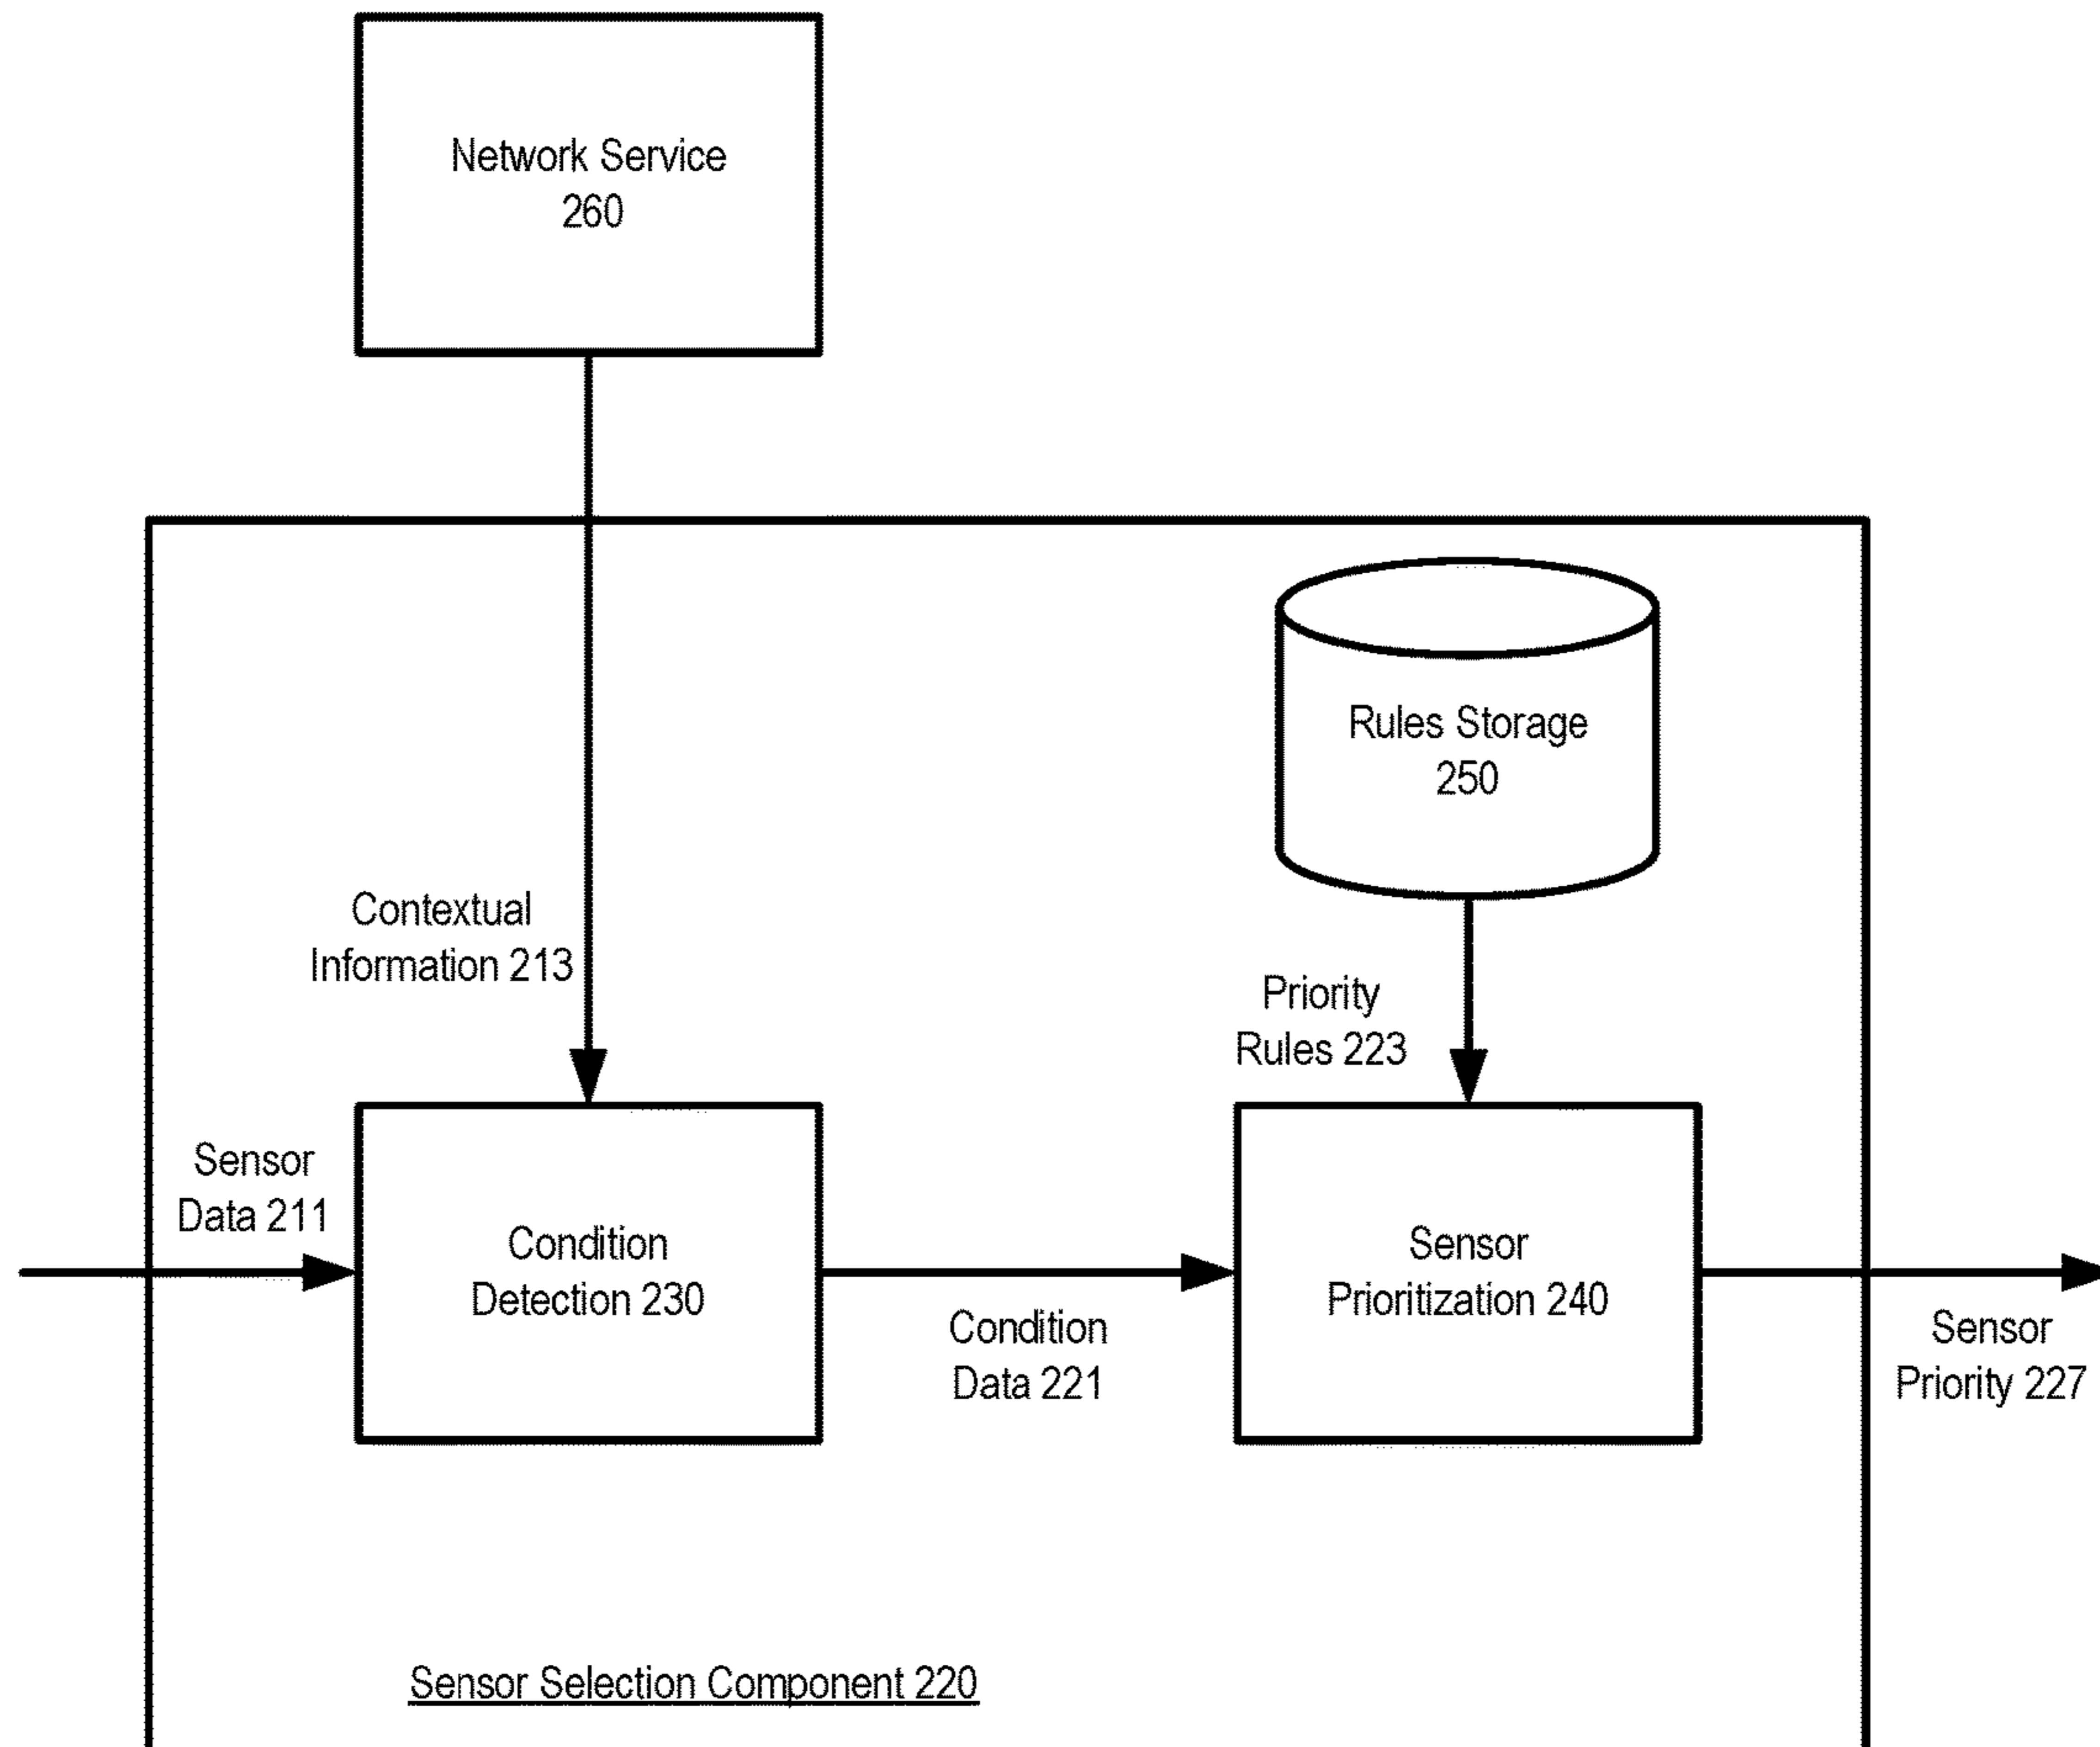 Network Service
260
Rules Storage
250
Contextual
Information 213
Priority
Rules 223
Sensor
Data 211
Condition
Detection 230
Condition
Data 221
Sensor
Prioritization 240
Sensor
Priority 227
Sensor Selection Component 220